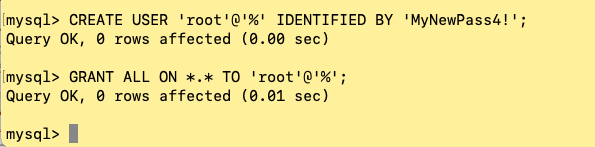 [mysql> CREATE USER 'root'@'%' IDENTIFIED BY 'MyNewPass4!';
Query OK, 0 rows affected (0.00 sec)
[mysql> GRANT ALL ON *.* TO 'root'@'%';
Query OK, 0 rows affected (0.01 sec)
mysql>